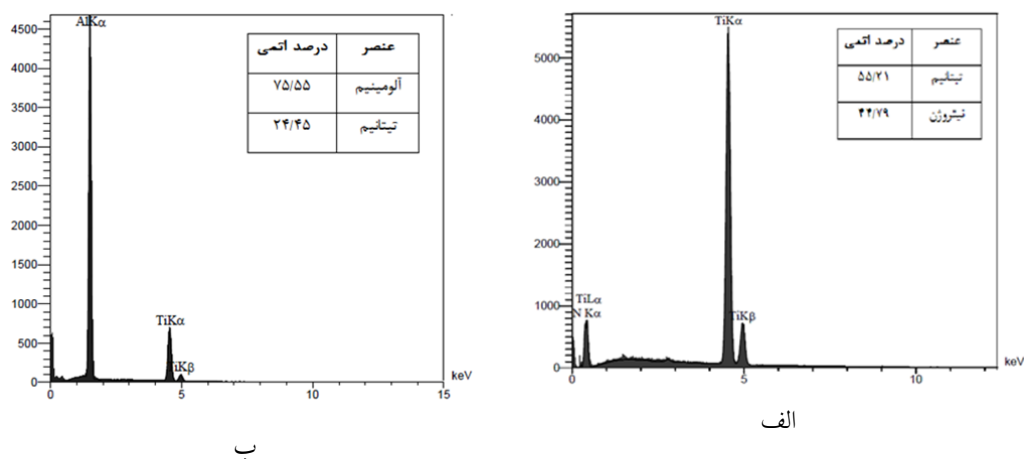 AlKα
4500
4000
3500
3000
2500
2000
1500
1000
500
0
TiKα
TiKβ
0 5 10 15
keV
عنصر درصد اتمی
آلومینیم ۷۵/۵۵
تیتانیم ۲۴/۴۵
ب
TiKα
5000
4000
3000
2000
1000
0
TiLα
N Kα
TiKβ
0 5 10
keV
عنصر درصد اتمی
تیتانیم ۵۵/۲۱
نیتروژن ۴۴/۷۹
الف